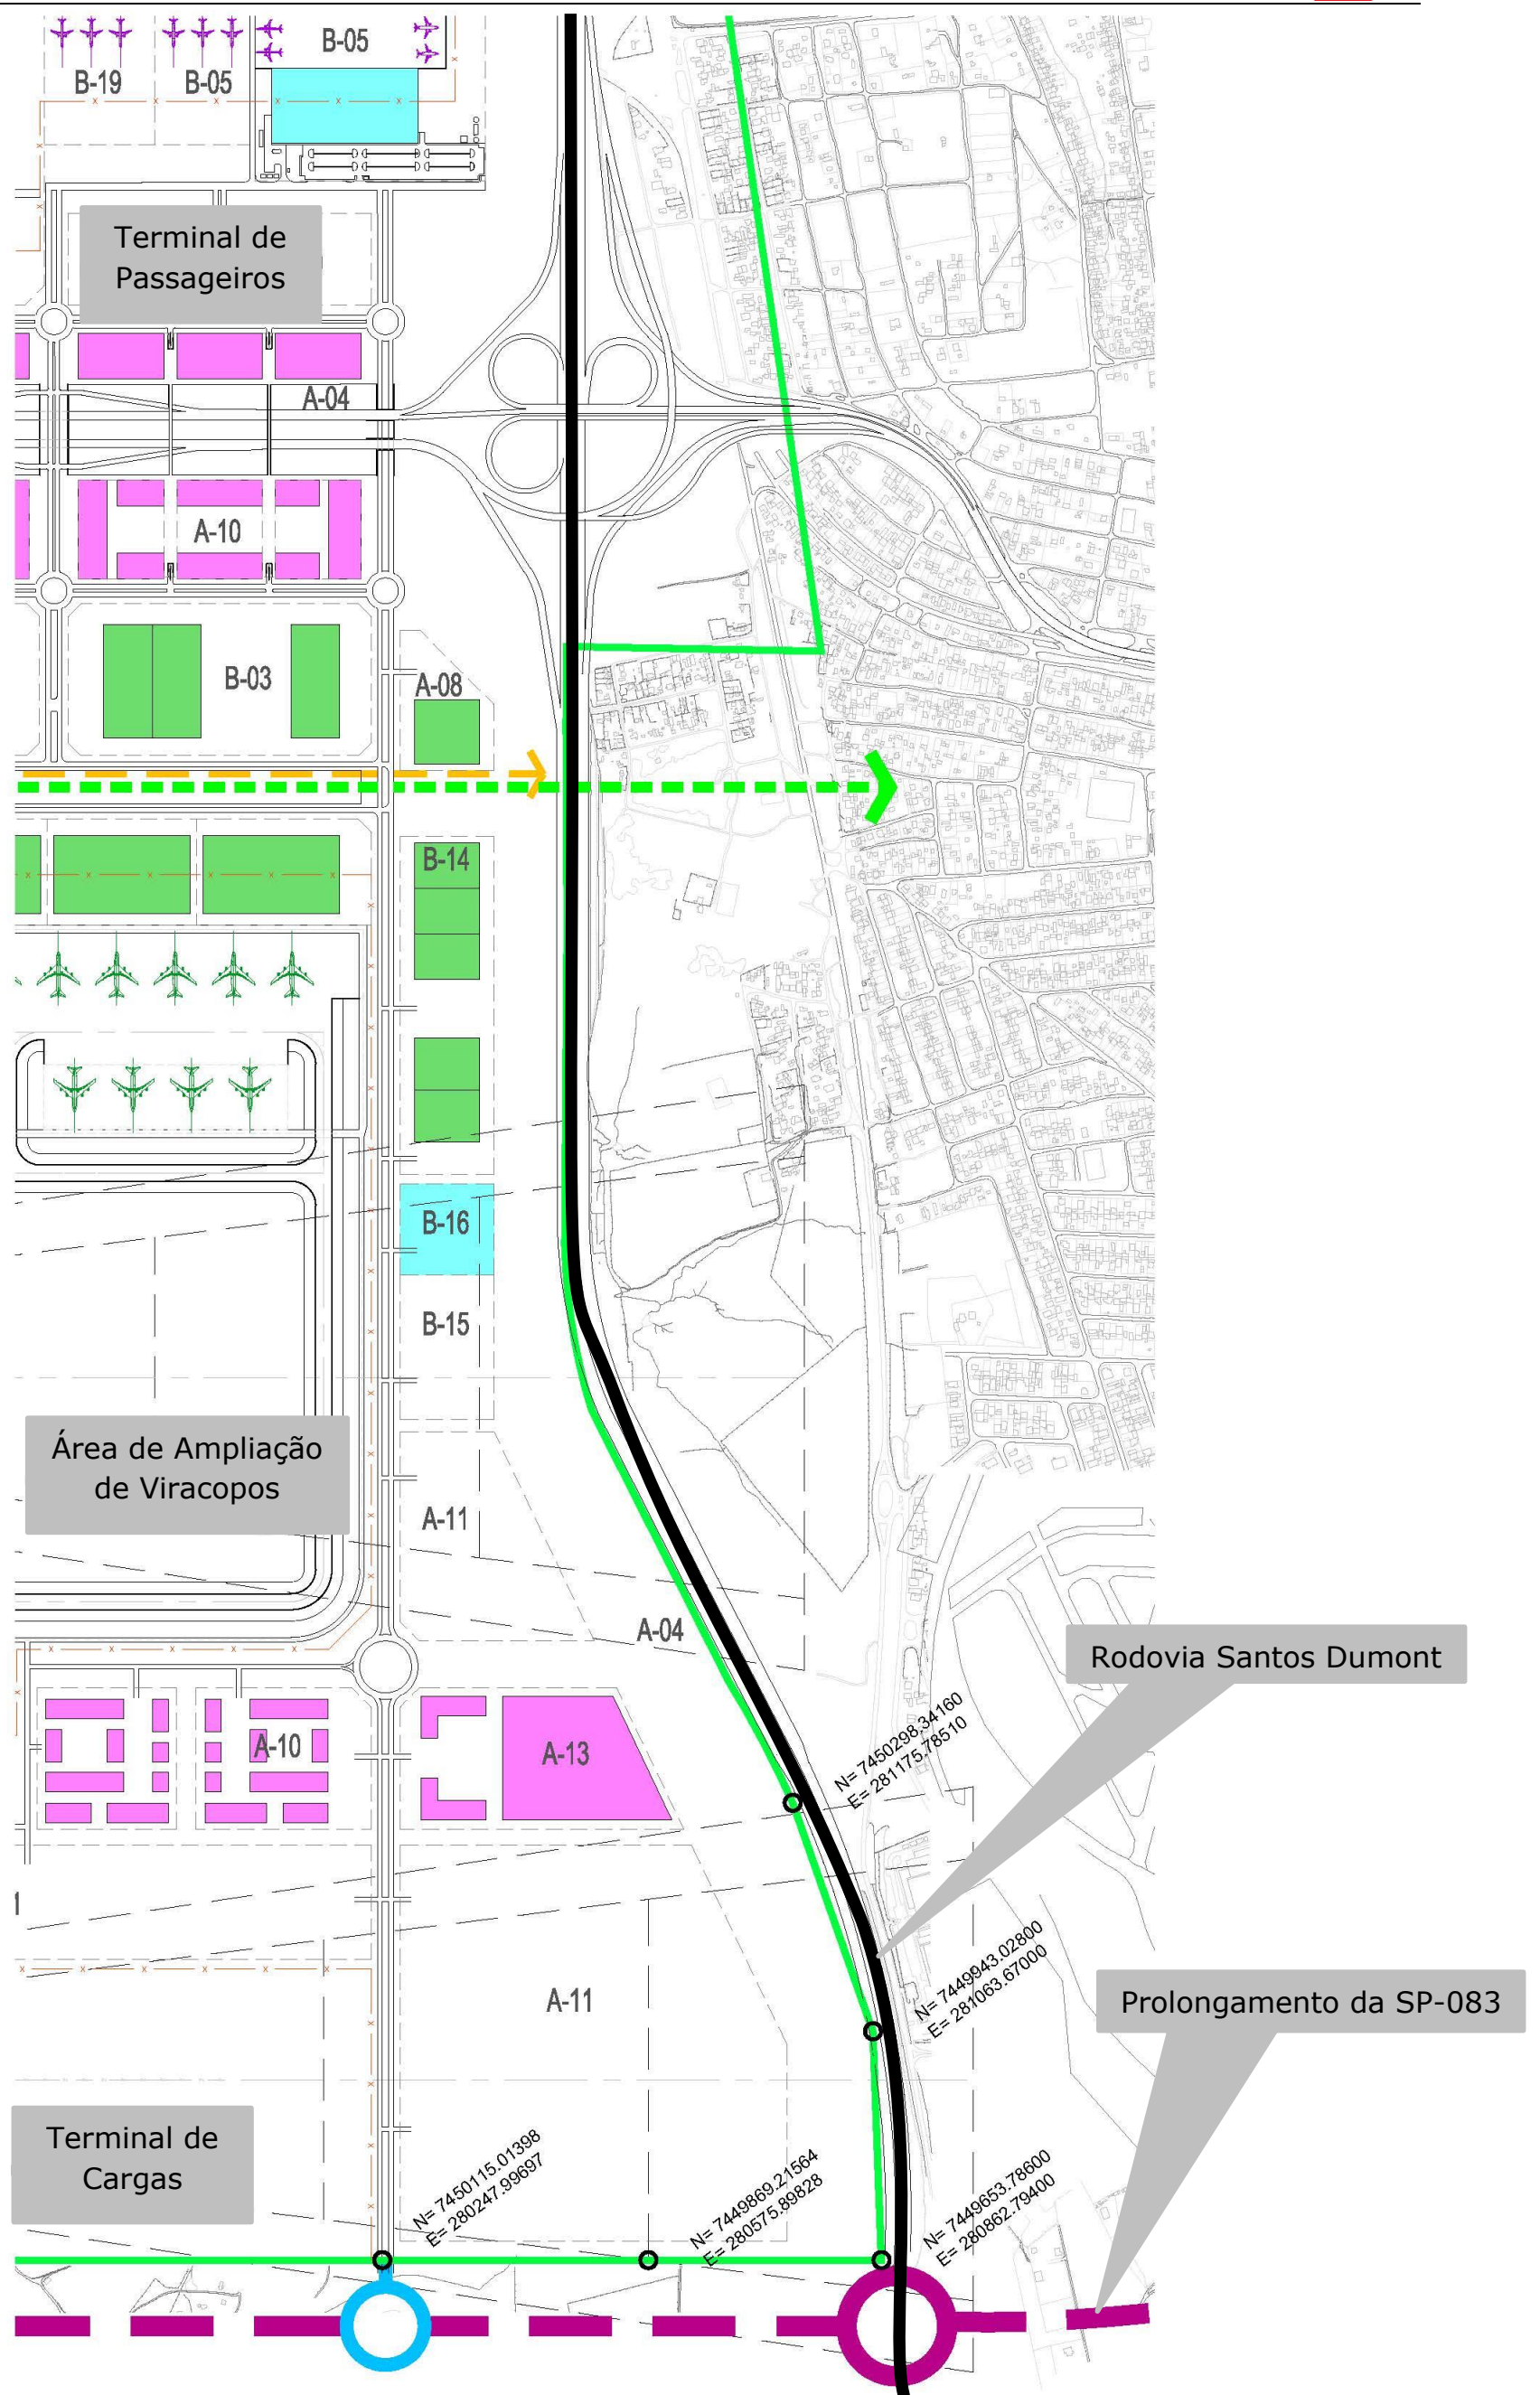 B-19
B-05
B-05
Terminal de
Passageiros
A-04
A-10
B-03
A-08
B-14
B-16
B-15
Área de Ampliação
de Viracopos
A-11
A-04
Rodovia Santos Dumont
A-10
A-13
N= 7450298.34160
E= 281175.78510
A-11
N= 7449943.02800
E= 281063.67000
Prolongamento da SP-083
Terminal de
Cargas
N= 7450115.01398
E= 280247.99697
N= 7449869.21564
E= 280575.89828
N= 7449653.78600
E= 280862.79400